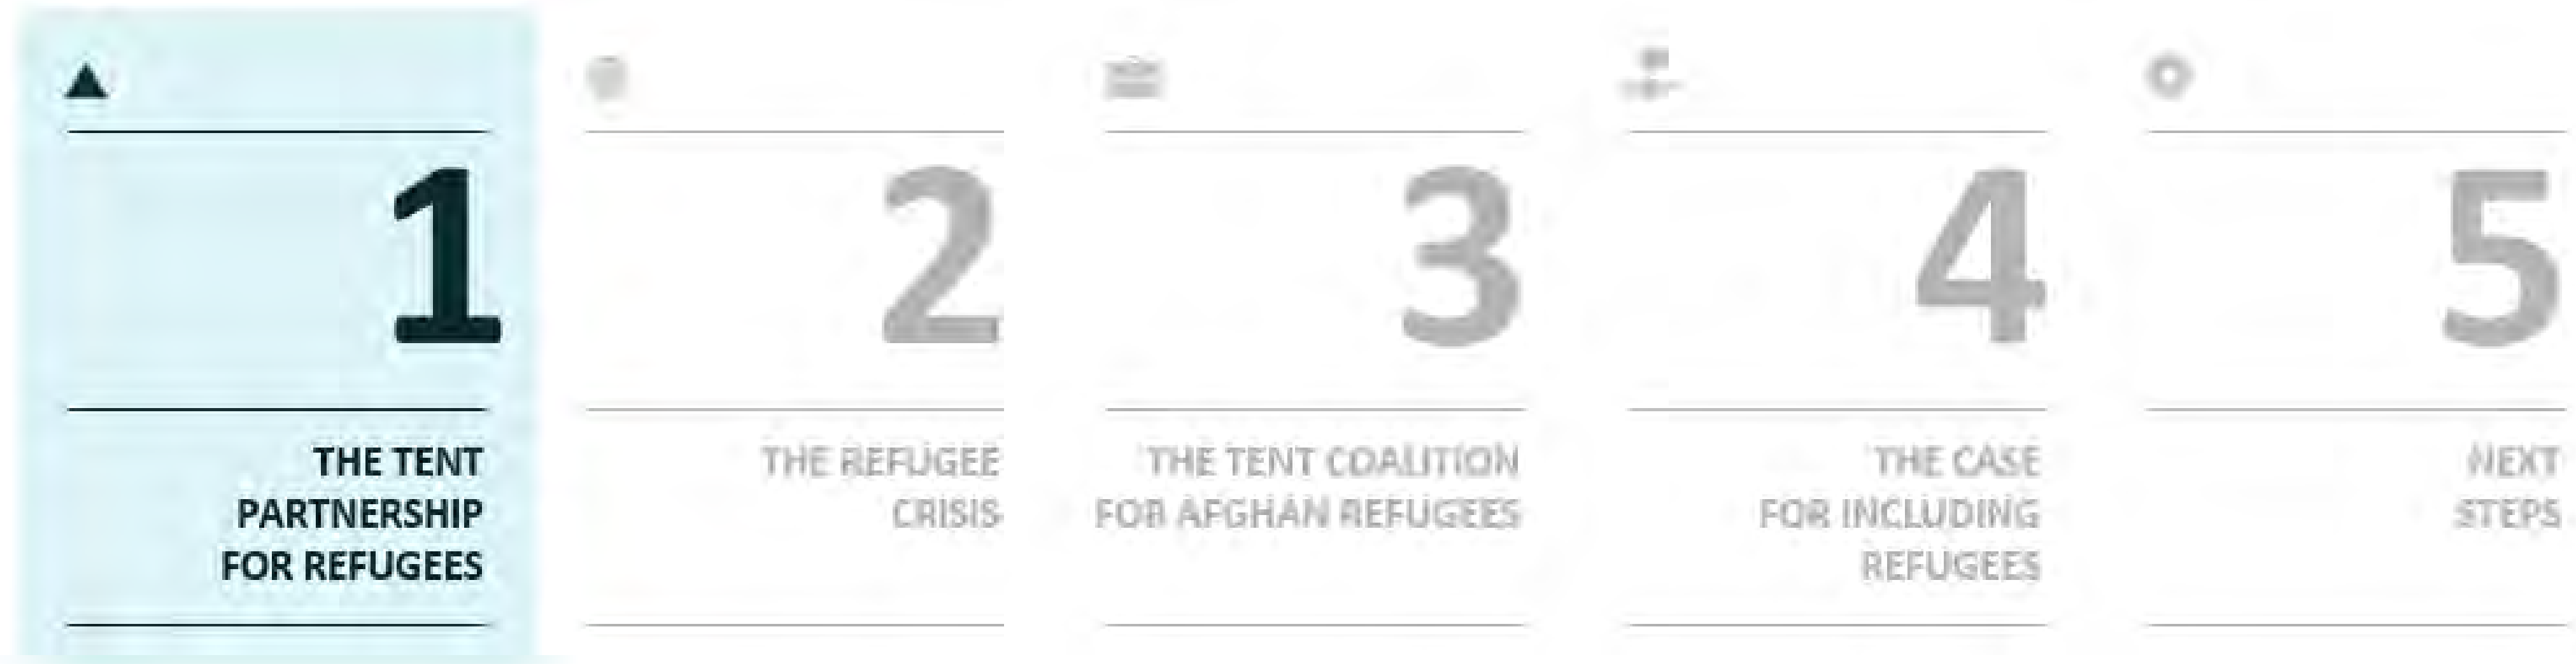 1
THE TENT
PARTNERSHIP
FOR REFUGEES
2
THE REFUGEE
CRISIS
3
THE TENT COALITION
FOR AFGHAN REFUGEES
4
THE CASE
FOR INCLUDING
REFUGEES
5
NEXT
STEPS